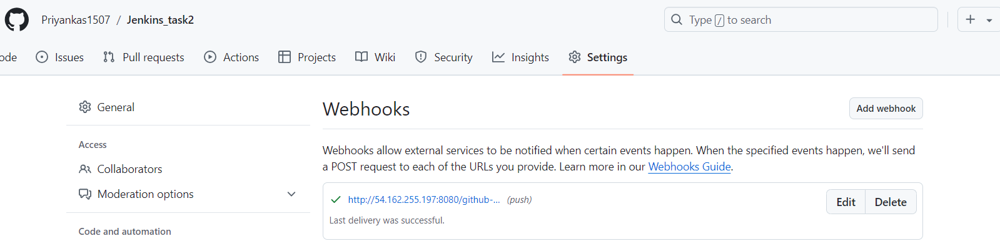 Priyankas1507 / Jenkins_task2
Type / to search
ode Issues Pull requests Actions Projects Wiki Security Insights Settings
General
Access
Collaborators
Moderation options
Code and automation
Webhooks
Add webhook
Webhooks allow external services to be notified when certain events happen. When the specified events happen, we'll send
a POST request to each of the URLs you provide. Learn more in our Webhooks Guide.
http://54.162.255.197:8080/github-... (push)
Edit Delete
Last delivery was successful.